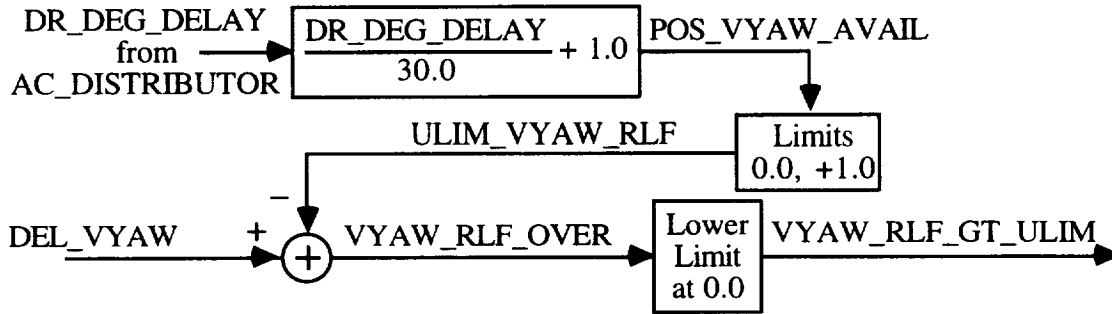 DR_DEG_DELAY
from
AC_DISTRIBUTOR
DR_DEG_DELAY
30.0
+ 1.0
POS_VYAW_AVAIL
ULIM_VYAW_RLF
Limits
0.0, +1.0
−
DEL_VYAW
+
+
VYAW_RLF_OVER
Lower
Limit
at 0.0
VYAW_RLF_GT_ULIM